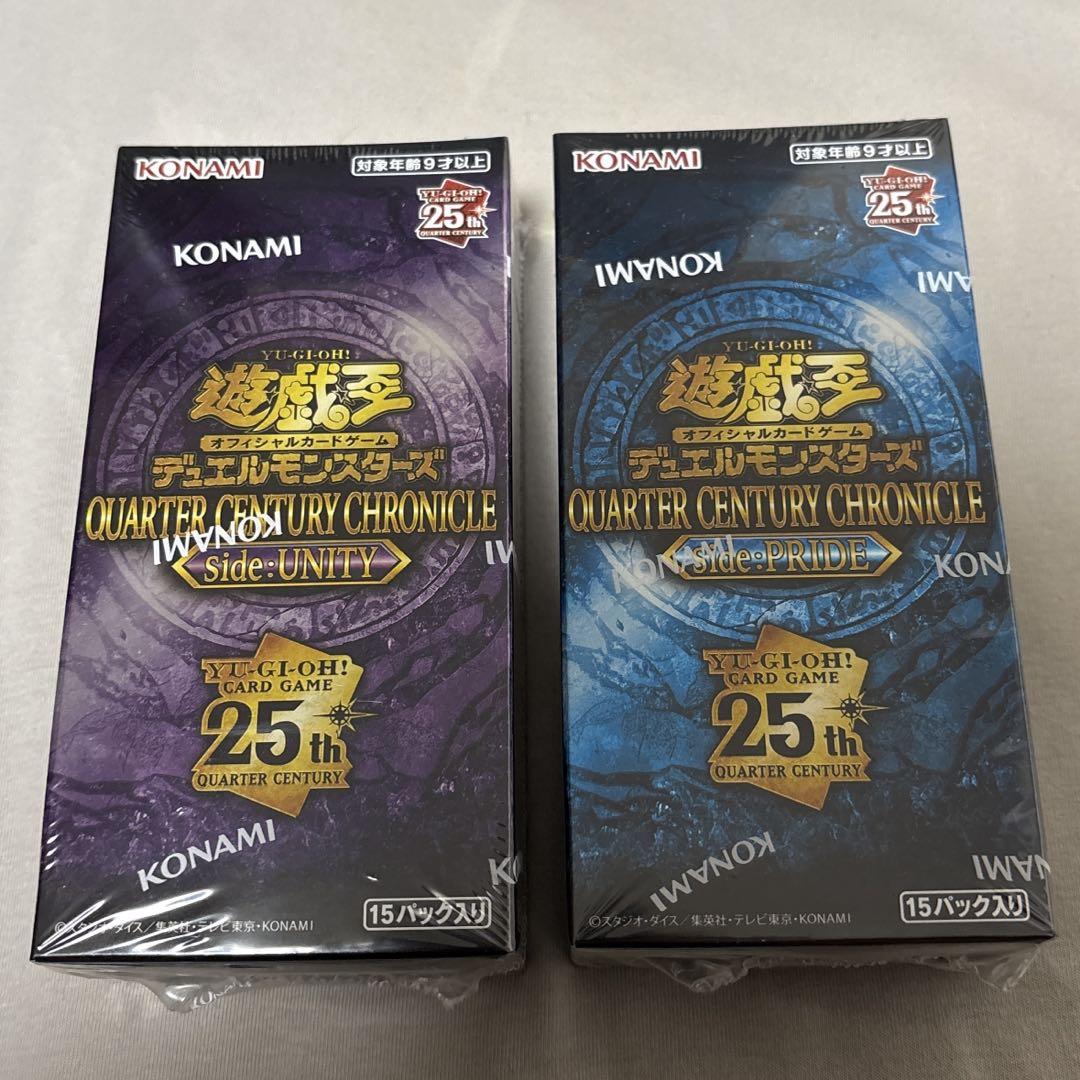 KONAMI
対象年齢9才以上
YU-GI-OH!
CARD GAME
25th
QUARTER CENTURY
KONAMI
YU-GI-OH!
遊戯王
オフィシャルカードゲーム
デュエルモンスターズ
QUARTER CENTURY CHRONICLE
KONAMI
side:UNITY
YU-GI-OH!
CARD GAME
25th
QUARTER CENTURY
KONAMI
15パック入り
©スタジオ・ダイス／集英社・テレビ東京・KONAMI
KONAMI
対象年齢9才以上
YU-GI-OH!
CARD GAME
25th
QUARTER CENTURY
KONAMI
YU-GI-OH!
遊戯王
オフィシャルカードゲーム
デュエルモンスターズ
QUARTER CENTURY CHRONICLE
KONAMI
side:PRIDE
KONA
YU-GI-OH!
CARD GAME
25th
QUARTER CENTURY
KONAMI
NAMI
15パック入り
©スタジオ・ダイス／集英社・テレビ東京・KONAMI